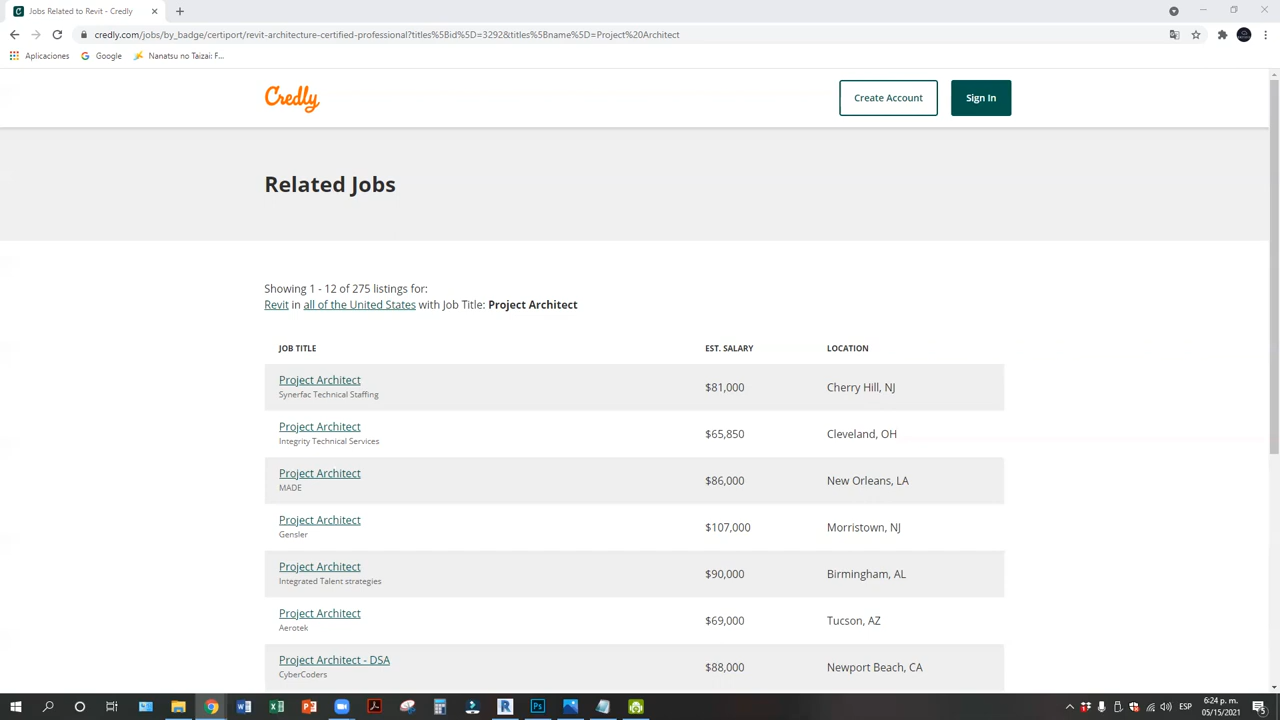 Jobs Related to Revit - Credly
credly.com/jobs/by_badge/certiport/revit-architecture-certified-professional?titles%5Bid%5D=3292&titles%5Bname%5D=Project%20Architect
Aplicaciones Google Nanatsu no Taizai: F...
Credly
Create Account
Sign In
Related Jobs
Showing 1 - 12 of 275 listings for:
Revit in all of the United States with Job Title: Project Architect
JOB TITLE EST. SALARY LOCATION
Project Architect
Synerfac Technical Staffing
$81,000 Cherry Hill, NJ
Project Architect
Integrity Technical Services
$65,850 Cleveland, OH
Project Architect
MADE
$86,000 New Orleans, LA
Project Architect
Gensler
$107,000 Morristown, NJ
Project Architect
Integrated Talent strategies
$90,000 Birmingham, AL
Project Architect
Aerotek
$69,000 Tucson, AZ
Project Architect - DSA
CyberCoders
$88,000 Newport Beach, CA
ESP
6:24 p. m.
05/15/2021